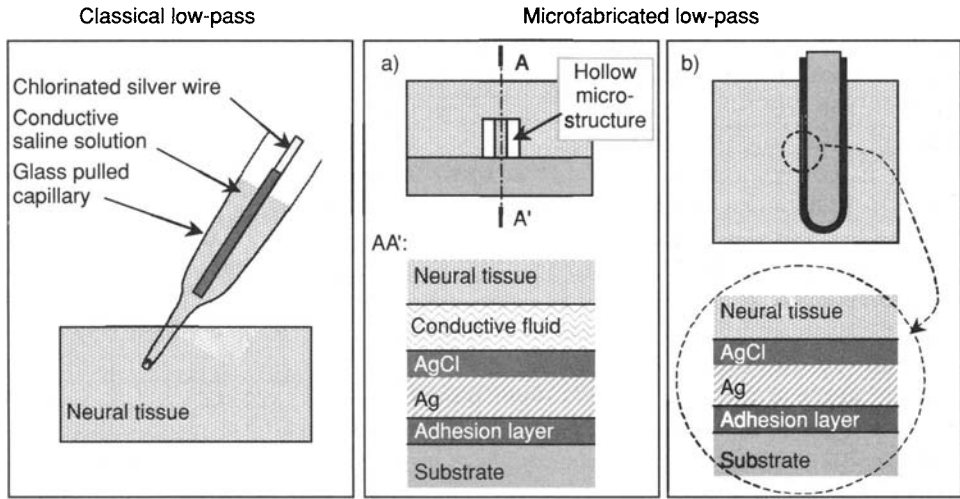 Classical low-pass
Microfabricated low-pass
Chlorinated silver wire
Conductive
saline solution
Glass pulled
capillary
Neural tissue
a)
A
Hollow
micro-
structure
A'
AA':
Neural tissue
Conductive fluid
AgCl
Ag
Adhesion layer
Substrate
b)
Neural tissue
AgCl
Ag
Adhesion layer
Substrate